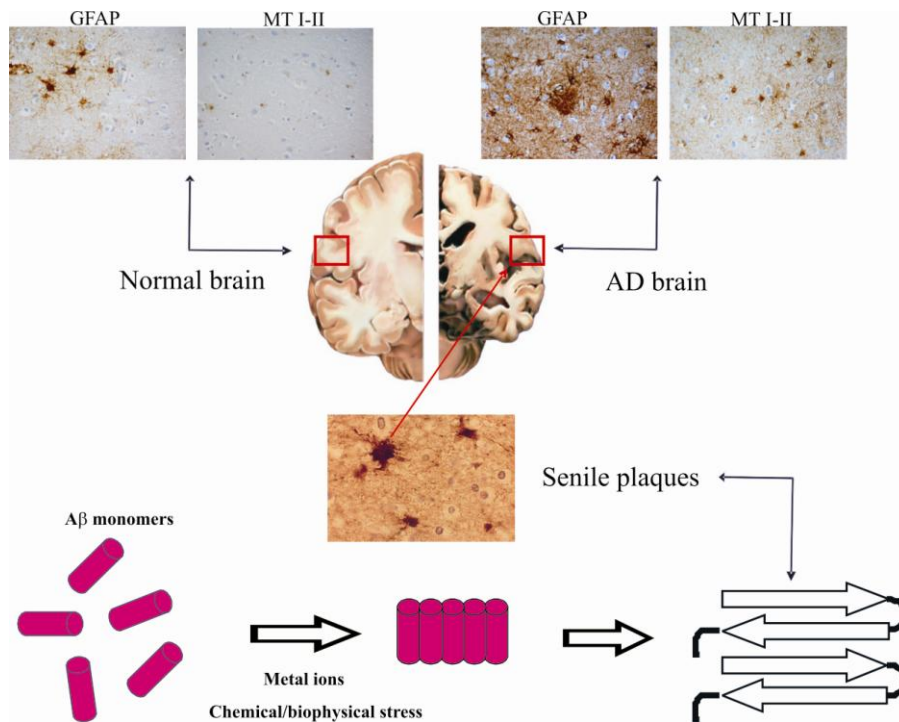 GFAP
MT I-II
GFAP
MT I-II
Normal brain
AD brain
Senile plaques
Aβ monomers
Metal ions
Chemical/biophysical stress